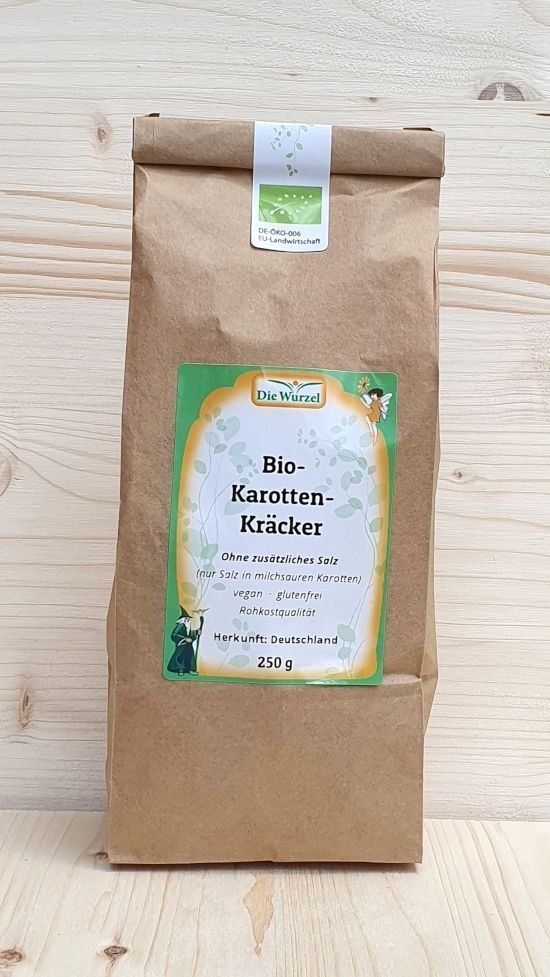 DE-ÖKO-006
EU-Landwirtschaft
Die Wurzel
Bio-
Karotten-
Kräcker
Ohne zusätzliches Salz
(nur Salz in milchsauren Karotten)
vegan · glutenfrei
Rohkostqualität
Herkunft: Deutschland
250 g